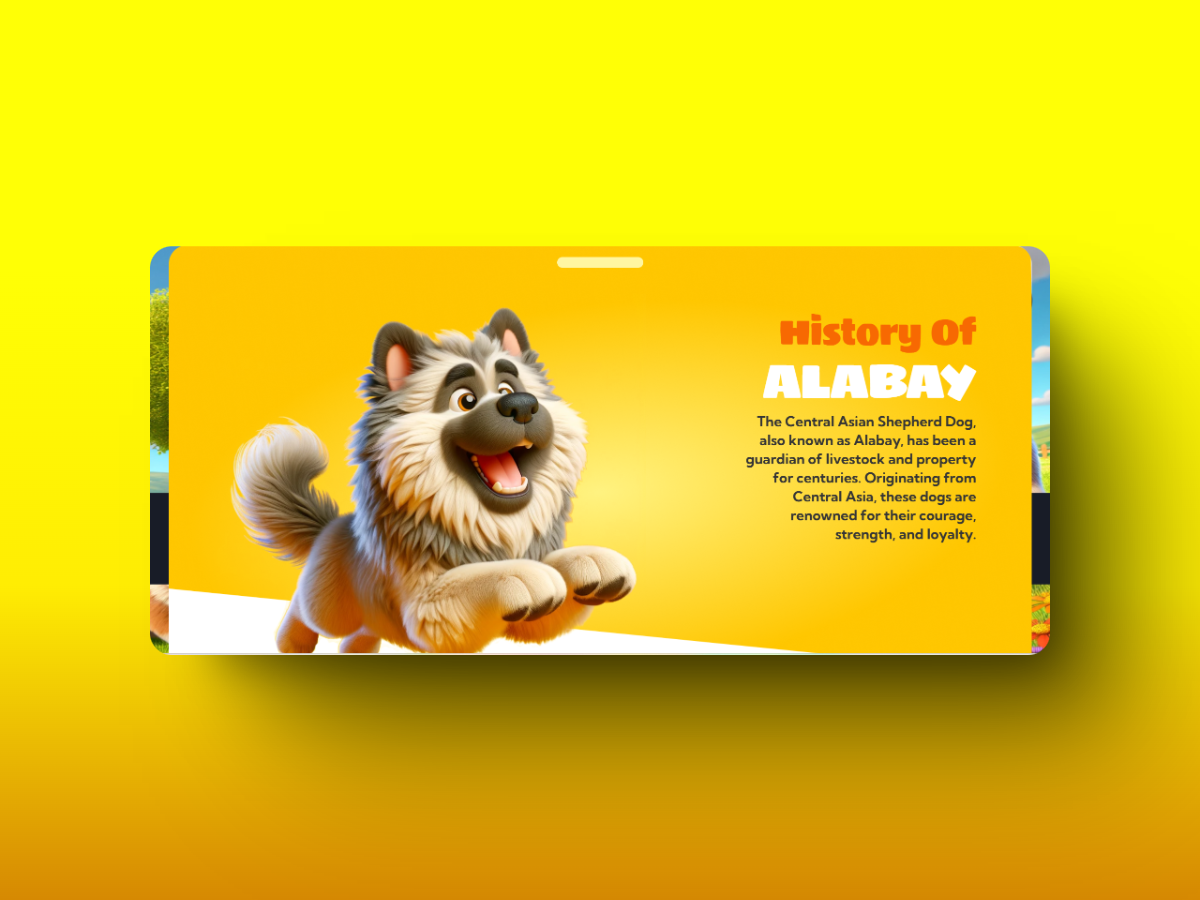 History Of
ALABAY
The Central Asian Shepherd Dog,
also known as Alabay, has been a
guardian of livestock and property
for centuries. Originating from
Central Asia, these dogs are
renowned for their courage,
strength, and loyalty.